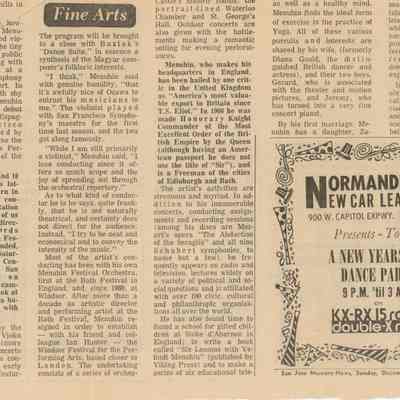 Fine Arts
The program will be brought
to a close with Bartok's
"Dance Suite," in essence a
synthesis of the Magyar com-
poser's folkloric interests.
"I think," Menuhin said
with genuine humility, "that
it's awfully nice of Ozawa to
entrust his musicians to
me." The violinist played
with San Francisco Symph-
ony's maestro for the first
time last season, and the two
got along famously.
"While I am still primarily
a violinist," Menuhin said, "I
love conducting since it of-
fers so much scope and the
joy of spreading out through
the orchestral repertory."
As to what kind of conduc-
tor he is he says, quite frank-
ly, that he is not naturally
theatrical, and certainly does
not direct for the audience.
Instead, "I try to be neat and
economical and to convey the
intensity of the music."
Most of the artist's con-
ducting has been with his own
Menuhin Festival Orchestra,
first at the Bath Festival in
England, and since 1969, at
Windsor. After more than a
decade as artistic director
and performing artist at the
Bath Festival, Menuhin re-
signed in order to establish
— with his friend and col-
league Ian Hunter — the
Windsor Festival for the Per-
forming Arts, based closer to
London. The undertaking
consists of a series of orches-
Chamber and St. George's
Hall. Outdoor concerts are
also given with the battle-
ments making a romantic
setting for evening perform-
ances.
Menuhin, who makes his
headquarters in England,
has been hailed by one crit-
ic in the United Kingdom
as "America's most valua-
ble export to Britain since
T.S. Eliot." In 1966 he was
made Honorary Knight
Commander of the Most
Excellent Order of the Brit-
ish Empire by the Queen
(although having an Amer-
ican passport he does not
use the title of "Sir"), and
is a Freeman of the cities
of Edinburgh and Bath.
The artist's activities are
strenuous and myriad. In ad-
dition to his innumerable
concerts, conducting assign-
ments and recording sessions
(among his discs are Moz-
art's opera "The Abduction
of the Seraglio" and all nine
Schubert symphonies, to
name but a few), he fre-
quently appears on radio and
television, lectures widely on
a variety of political and so-
cial questions and is affiliated
with over 100 civic, cultural
and philanthropic organiza-
tions all over the world.
He has also found time to
found a school for gifted chil-
dren at Stoke d'Abernon in
England; to write a book
called "Six Lessons with Ye-
hudi Menuhin" (published by
Viking Press) and to make a
series of six educational tele-
as well as a healthy mind.
Menuhin finds the ideal form
of exercise is the practice of
Yoga. All of these various
pursuits and interests are
shared by his wife, (formerly
Diana Gould, the distin-
guished British dancer and
actress), and their two boys,
Gerard, who is associated
with the theater and motion
pictures, and Jeremy, who
has turned into a very fine
concert pianist.
By his first marriage, Me-
nuhin has a daughter, Za-
NORMAND
NEW CAR LEA
900 W. CAPITOL EXPWY.
Presents - To
A NEW YEARS
DANCE PAR
9 P.M. 'til 3 A
ON
KX-RX 15
double-x
San Jose Mercury-News, Sunday, Decem